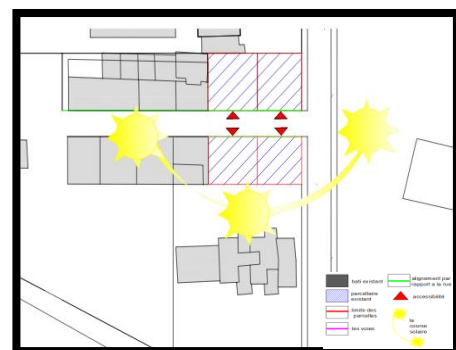 bati existant
parcellaire
existant
limite des
parcelles
les voies
alignement par
rapport a la rue
accessibilité
la
course
solaire